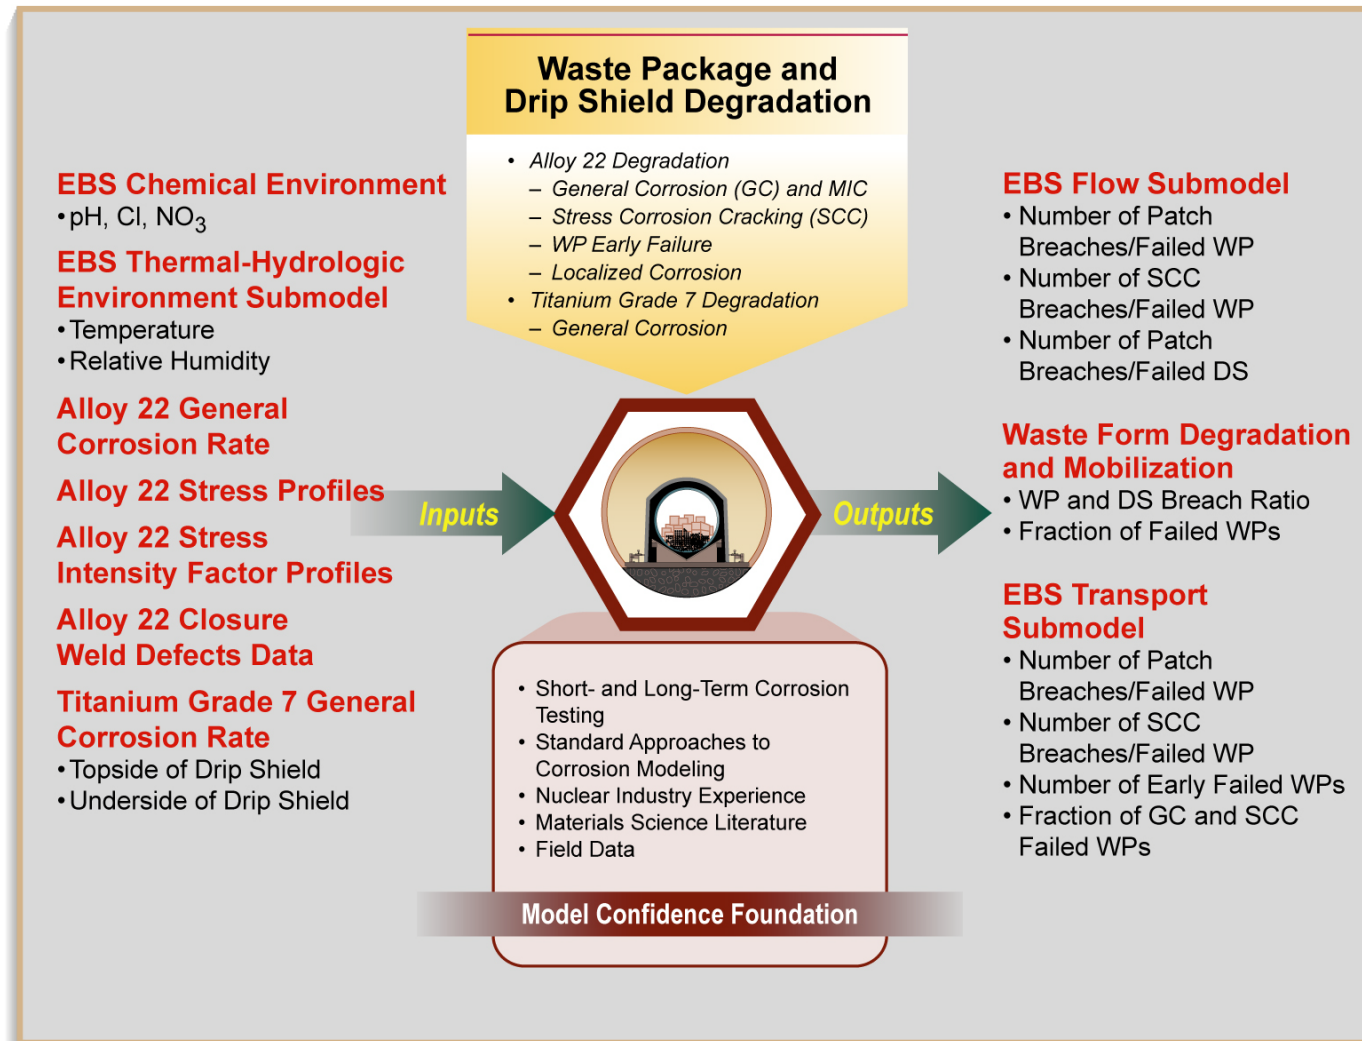 Waste Package and
Drip Shield Degradation
• Alloy 22 Degradation
– General Corrosion (GC) and MIC
– Stress Corrosion Cracking (SCC)
– WP Early Failure
– Localized Corrosion
• Titanium Grade 7 Degradation
– General Corrosion
EBS Chemical Environment
• pH, Cl, NO3
EBS Thermal-Hydrologic
Environment Submodel
• Temperature
• Relative Humidity
Alloy 22 General
Corrosion Rate
Alloy 22 Stress Profiles
Alloy 22 Stress
Intensity Factor Profiles
Alloy 22 Closure
Weld Defects Data
Titanium Grade 7 General
Corrosion Rate
• Topside of Drip Shield
• Underside of Drip Shield
Inputs
Outputs
EBS Flow Submodel
• Number of Patch
Breaches/Failed WP
• Number of SCC
Breaches/Failed WP
• Number of Patch
Breaches/Failed DS
Waste Form Degradation
and Mobilization
• WP and DS Breach Ratio
• Fraction of Failed WPs
EBS Transport
Submodel
• Number of Patch
Breaches/Failed WP
• Number of SCC
Breaches/Failed WP
• Number of Early Failed WPs
• Fraction of GC and SCC
Failed WPs
• Short- and Long-Term Corrosion
Testing
• Standard Approaches to
Corrosion Modeling
• Nuclear Industry Experience
• Materials Science Literature
• Field Data
Model Confidence Foundation